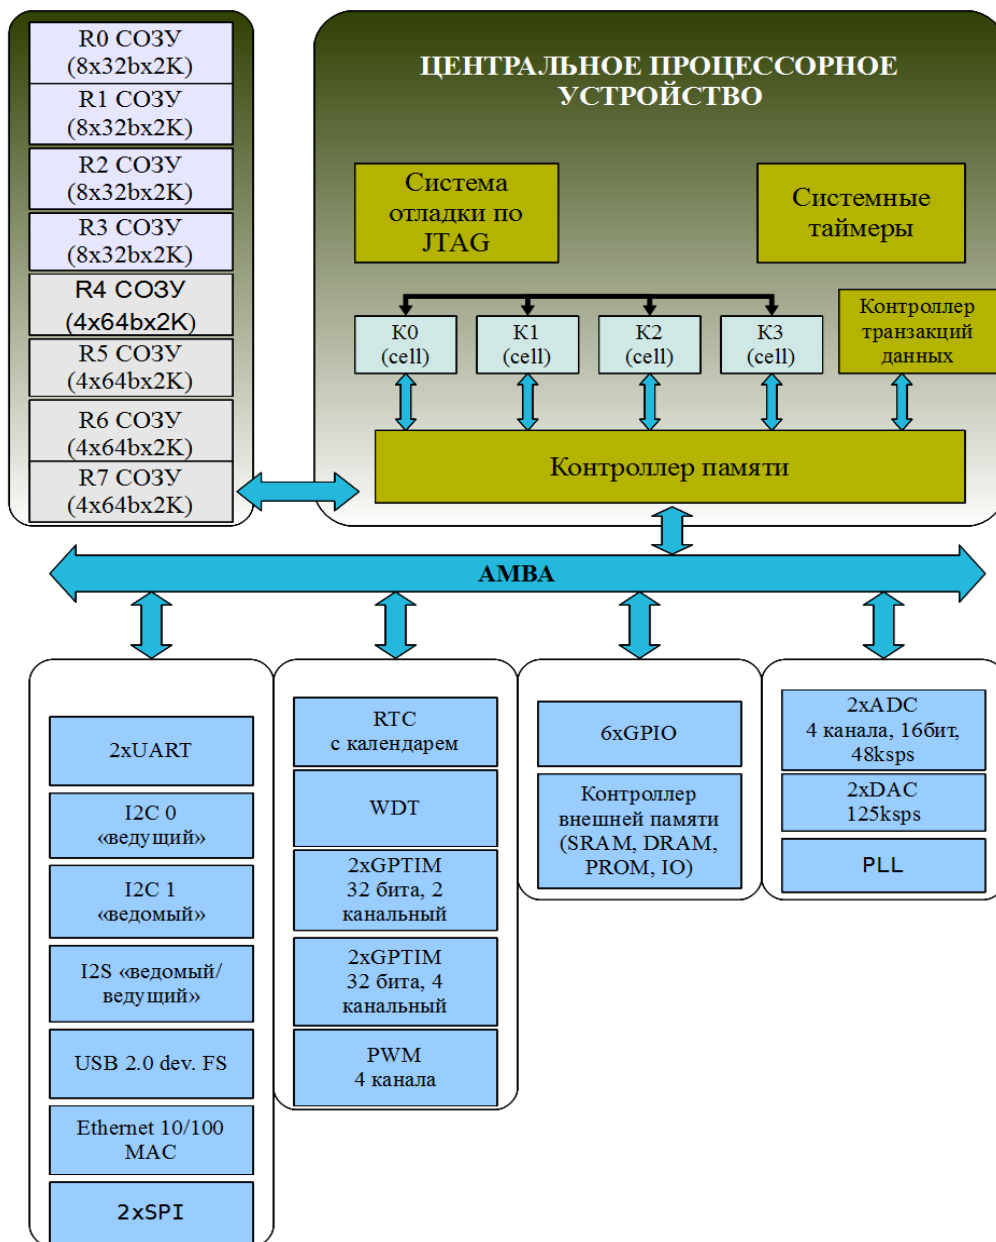 R0 СОЗУ
(8x32bx2K)
R1 СОЗУ
(8x32bx2K)
R2 СОЗУ
(8x32bx2K)
R3 СОЗУ
(8x32bx2K)
R4 СОЗУ
(4x64bx2K)
R5 СОЗУ
(4x64bx2K)
R6 СОЗУ
(4x64bx2K)
R7 СОЗУ
(4x64bx2K)
ЦЕНТРАЛЬНОЕ ПРОЦЕССОРНОЕ
УСТРОЙСТВО
Система
отладки по
JTAG
Системные
таймеры
К0
(cell)
К1
(cell)
К2
(cell)
К3
(cell)
Контроллер
транзакций
данных
Контроллер памяти
AMBA
2xUART
I2C 0
«ведущий»
I2C 1
«ведомый»
I2S «ведомый/
ведущий»
USB 2.0 dev. FS
Ethernet 10/100
MAC
2xSPI
RTC
с календарем
WDT
2xGPTIM
32 бита, 2
канальный
2xGPTIM
32 бита, 4
канальный
PWM
4 канала
6xGPIO
Контроллер
внешней памяти
(SRAM, DRAM,
PROM, IO)
2xADC
4 канала, 16бит,
48ksps
2xDAC
125ksps
PLL